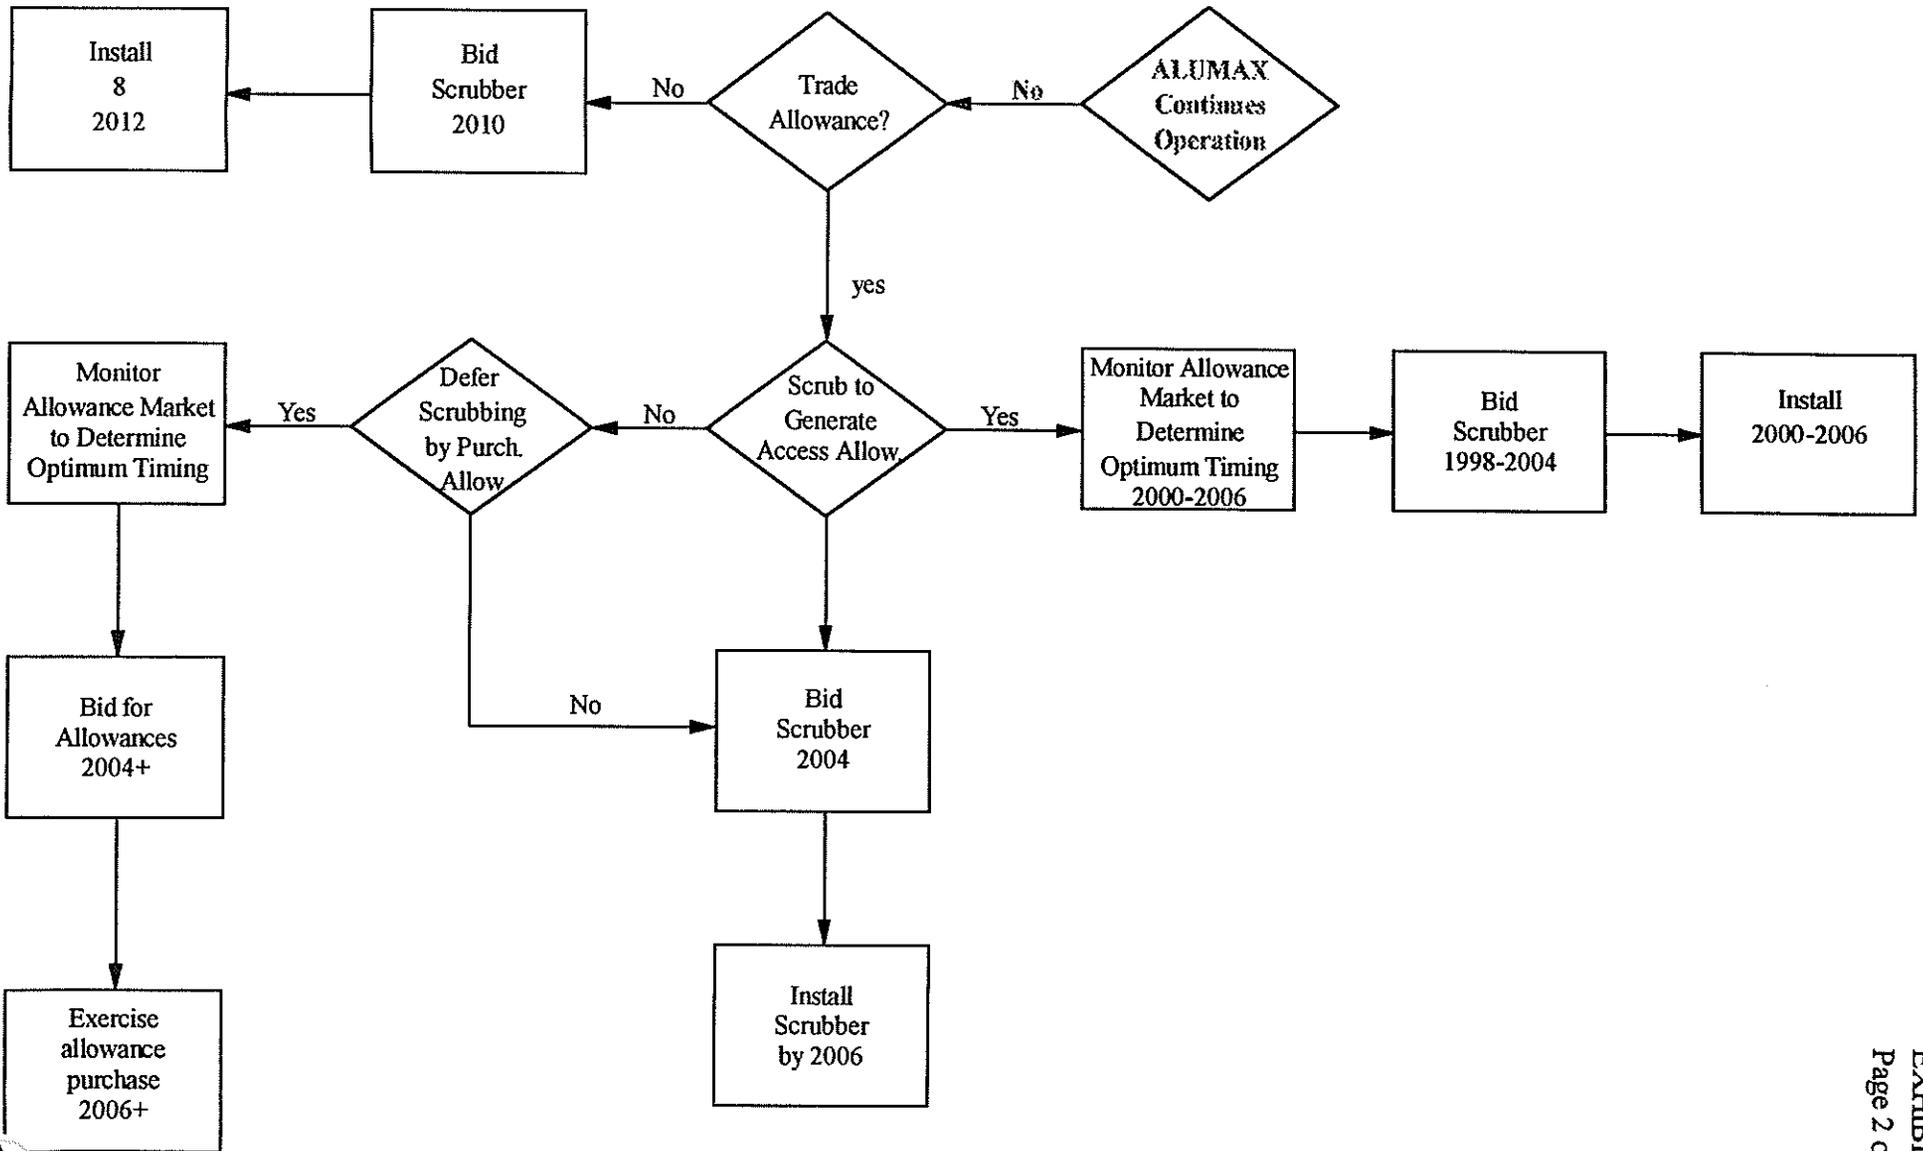 Install
8
2012
Bid
Scrubber
2010
No
Trade
Allowance?
No
ALUMAX
Continues
Operation
yes
Monitor
Allowance Market
to Determine
Optimum Timing
Yes
Defer
Scrubbing
by Purch.
Allow
No
Scrub to
Generate
Access Allow.
Yes
Monitor Allowance
Market to
Determine
Optimum Timing
2000-2006
Bid
Scrubber
1998-2004
Install
2000-2006
Bid for
Allowances
2004+
No
Bid
Scrubber
2004
Exercise
allowance
purchase
2006+
Install
Scrubber
by 2006
Page 2